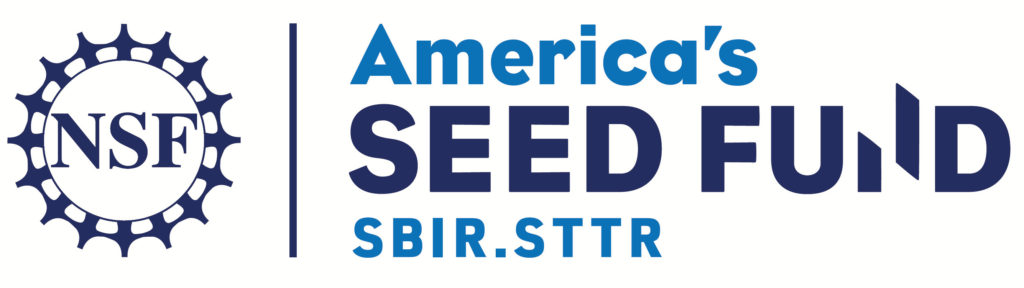 NSF
America's
SEED FUND
SBIR.STTR